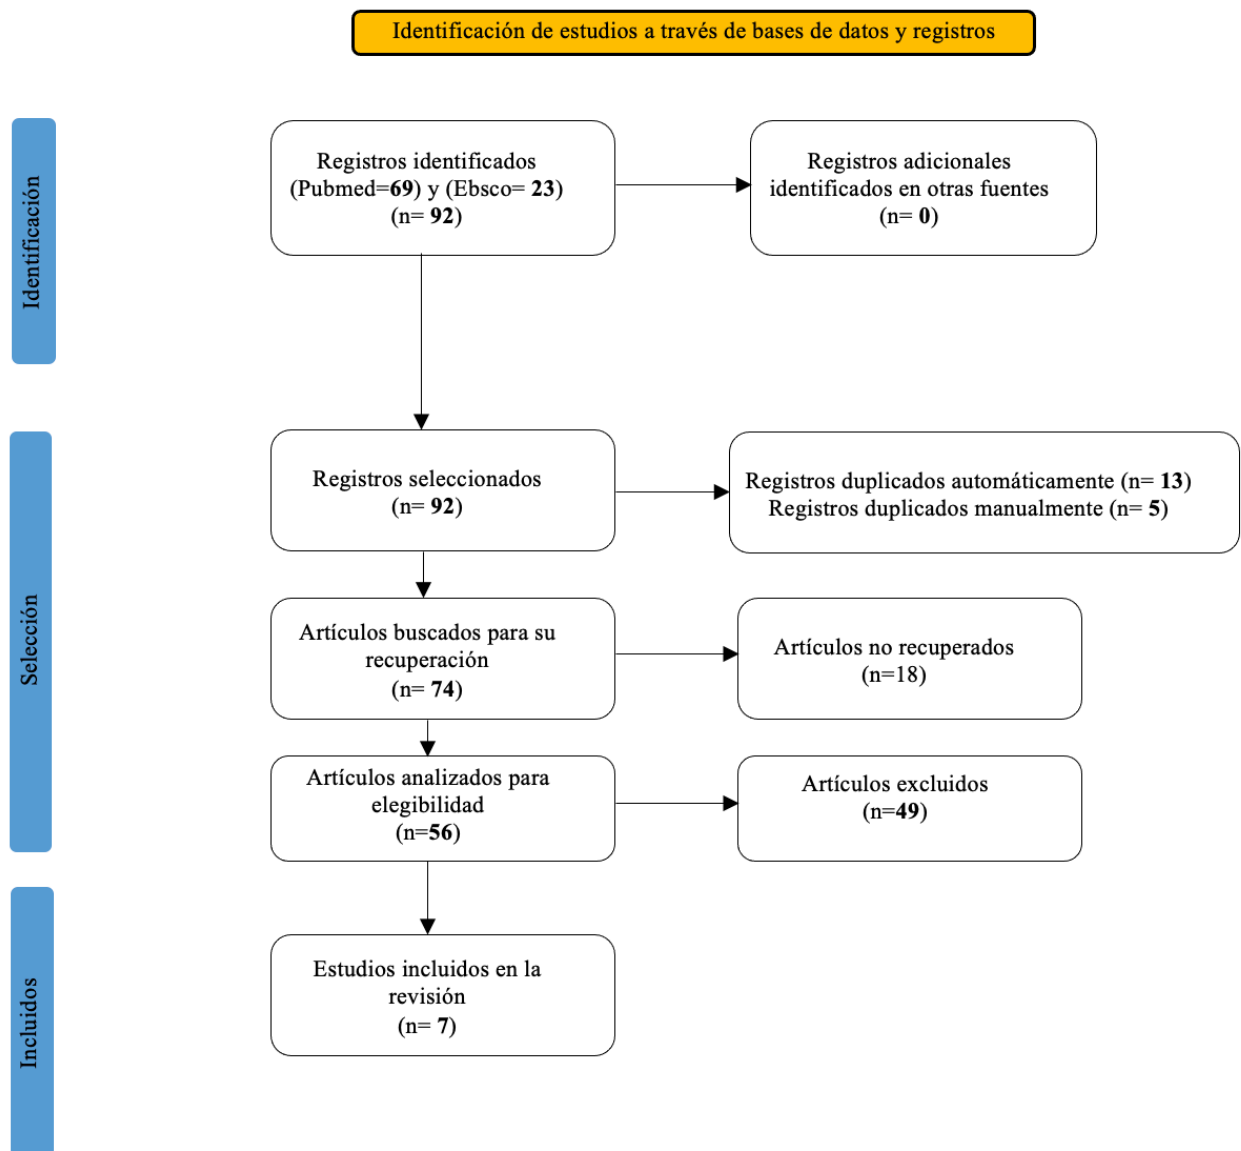 Identificación de estudios a través de bases de datos y registros
Identificación
Registros identificados
(Pubmed=69) y (Ebsco= 23)
(n= 92)
Registros adicionales
identificados en otras fuentes
(n= 0)
Selección
Registros seleccionados
(n= 92)
Registros duplicados automáticamente (n= 13)
Registros duplicados manualmente (n= 5)
Artículos buscados para su
recuperación
(n= 74)
Artículos no recuperados
(n=18)
Artículos analizados para
elegibilidad
(n=56)
Artículos excluidos
(n=49)
Incluidos
Estudios incluidos en la
revisión
(n= 7)